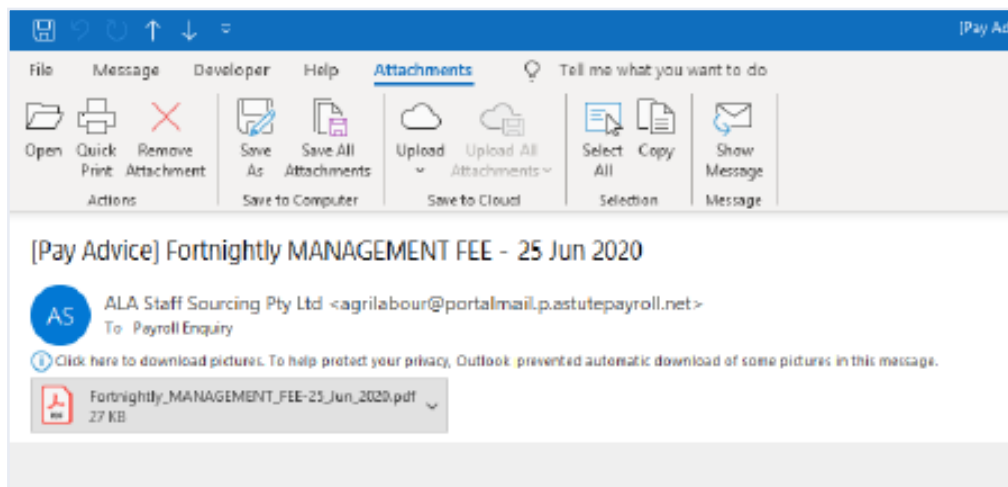 [Pay Ad
File Message Developer Help Attachments Tell me what you want to do
Open Quick Print Remove Attachment Save As Save All Attachments Upload Upload All Attachments Select All Copy Show Message
Actions Save to Computer Save to Cloud Selection Message
[Pay Advice] Fortnightly MANAGEMENT FEE - 25 Jun 2020
AS
ALA Staff Sourcing Pty Ltd <agrilabour@portalmail.p.astutepayroll.net>
To Payroll Enquiry
Click here to download pictures. To help protect your privacy, Outlook prevented automatic download of some pictures in this message.
Fortnightly_MANAGEMENT_FEE-25_Jun_2020.pdf
27 KB